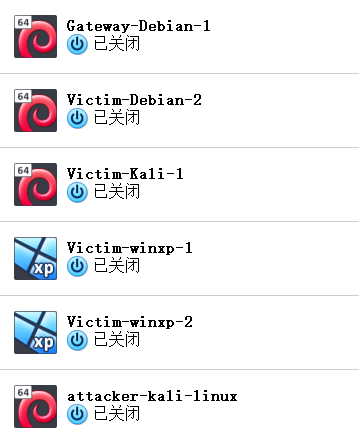 64
Gateway-Debian-1
已关闭
64
Victim-Debian-2
已关闭
64
Victim-Kali-1
已关闭
xp
Victim-winxp-1
已关闭
xp
Victim-winxp-2
已关闭
64
attacker-kali-linux
已关闭